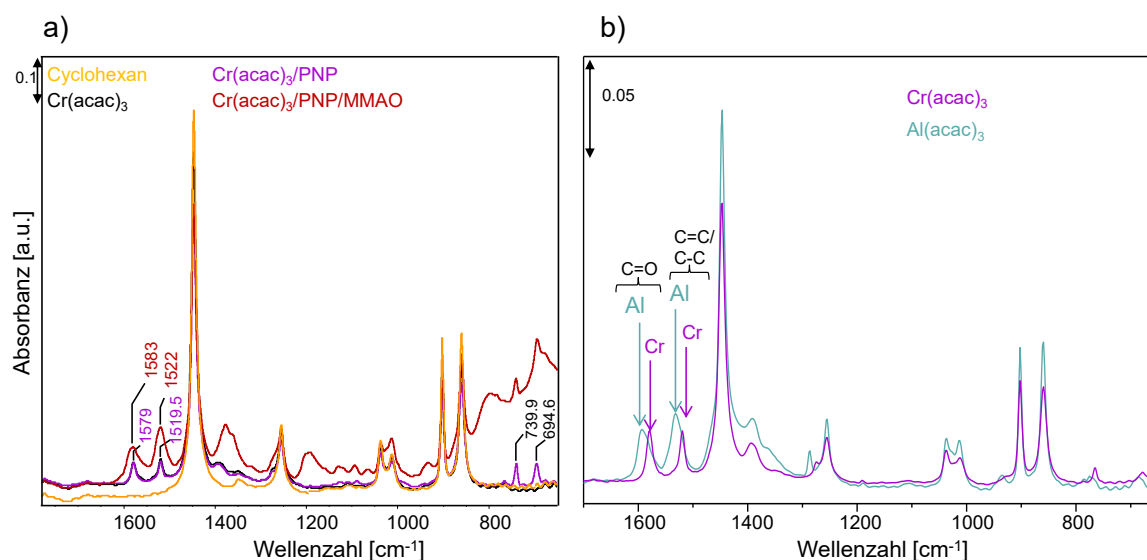 a)
0.1
Cyclohexan
Cr(acac)₃
Cr(acac)₃/PNP
Cr(acac)₃/PNP/MMAO
1583
1522
1579
1519.5
739.9
694.6
Absorbanz [a.u.]
1600 1400 1200 1000 800
Wellenzahl [cm⁻¹]
b)
0.05
Cr(acac)₃
Al(acac)₃
C=C/
C-C
C=O
Al Al
Cr Cr
1600 1400 1200 1000 800
Wellenzahl [cm⁻¹]